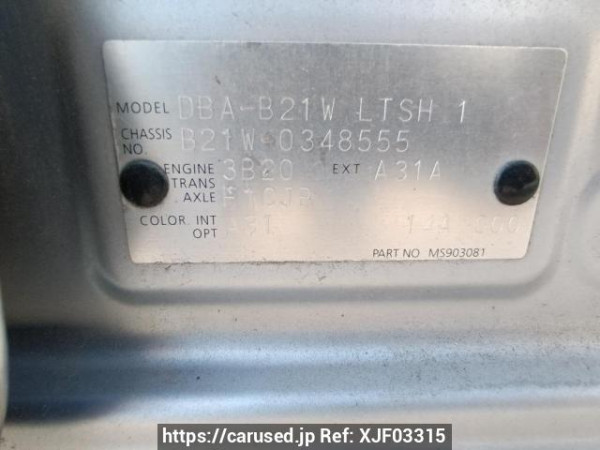 MODEL DBA-B21W LTSH 1
CHASSIS NO. B21W-0348555
ENGINE 3B20 EXT A31A
TRANS AXLE
COLOR. INT OPT
PART NO MS903081
https://carused.jp Ref: XJF03315